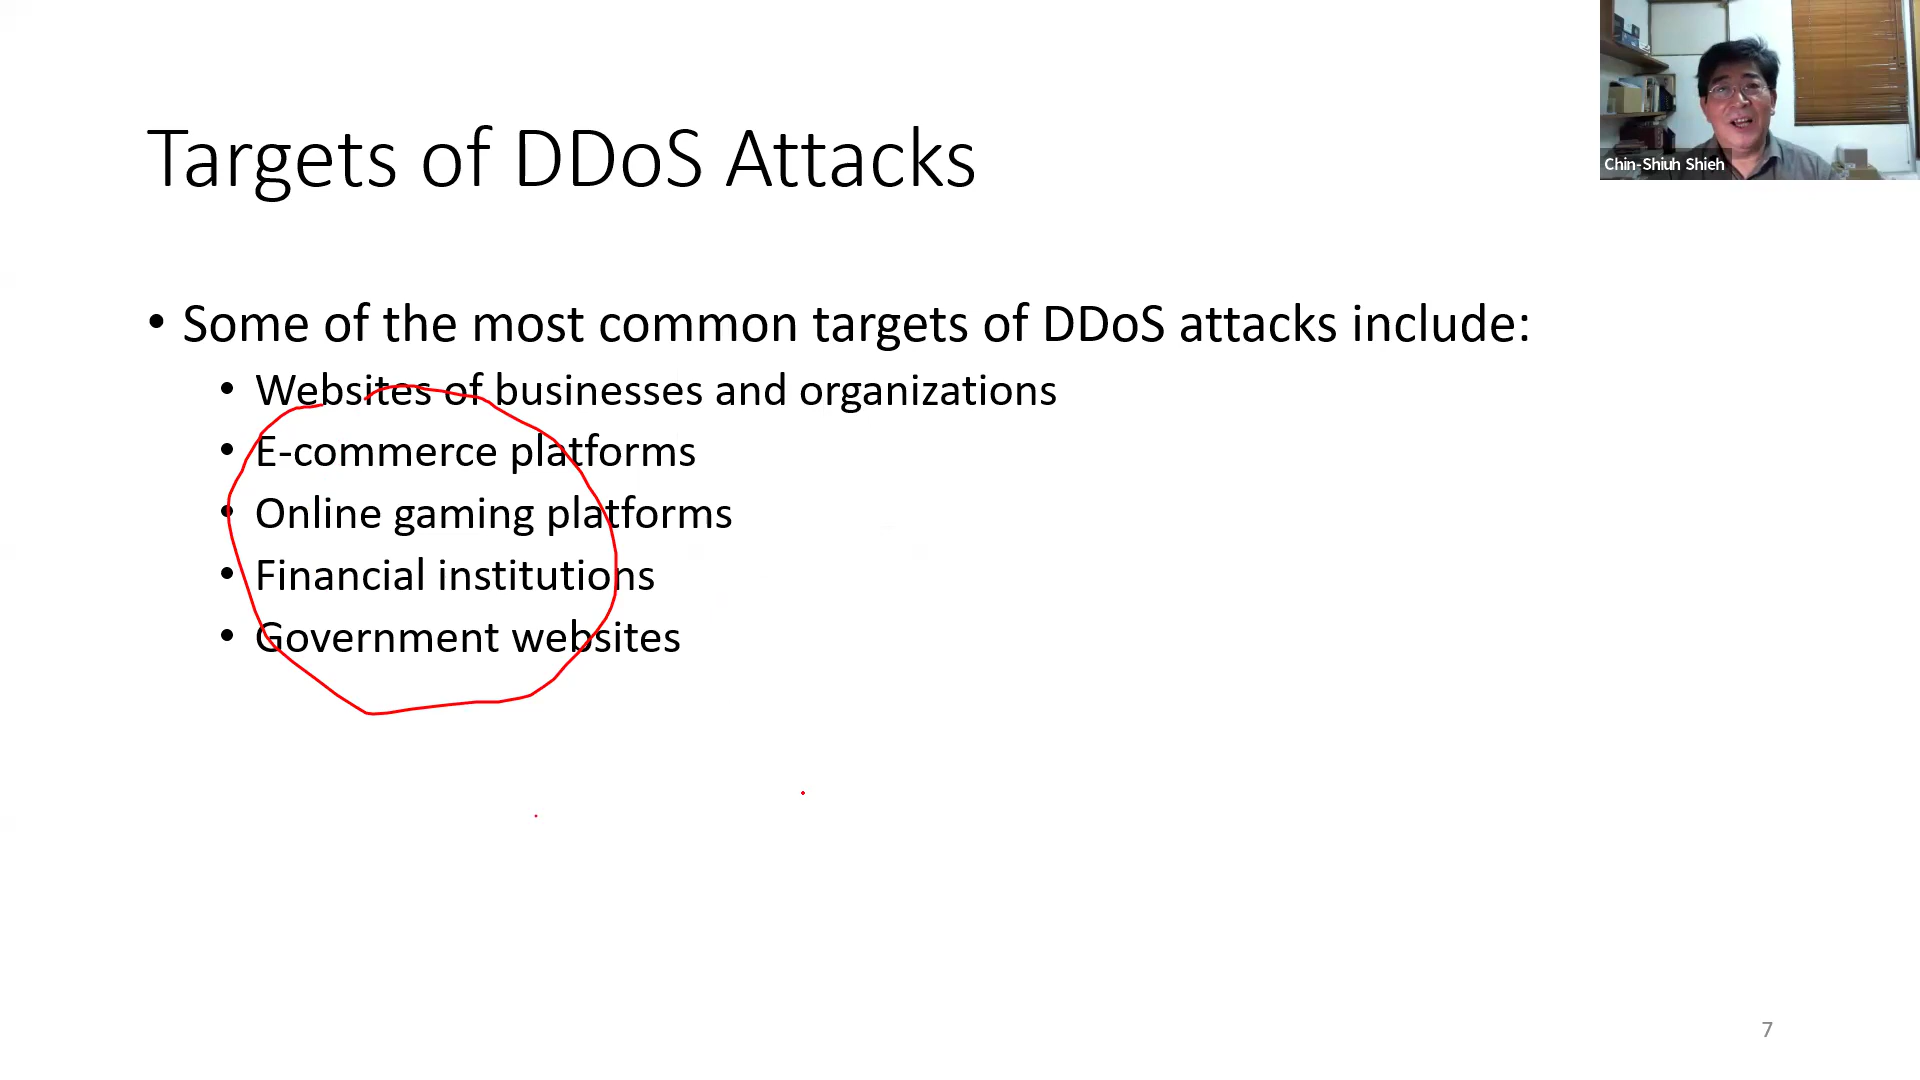 Chin-Shiuh Shieh
Targets of DDoS Attacks
• Some of the most common targets of DDoS attacks include:
• Websites of businesses and organizations
• E-commerce platforms
• Online gaming platforms
• Financial institutions
• Government websites
7